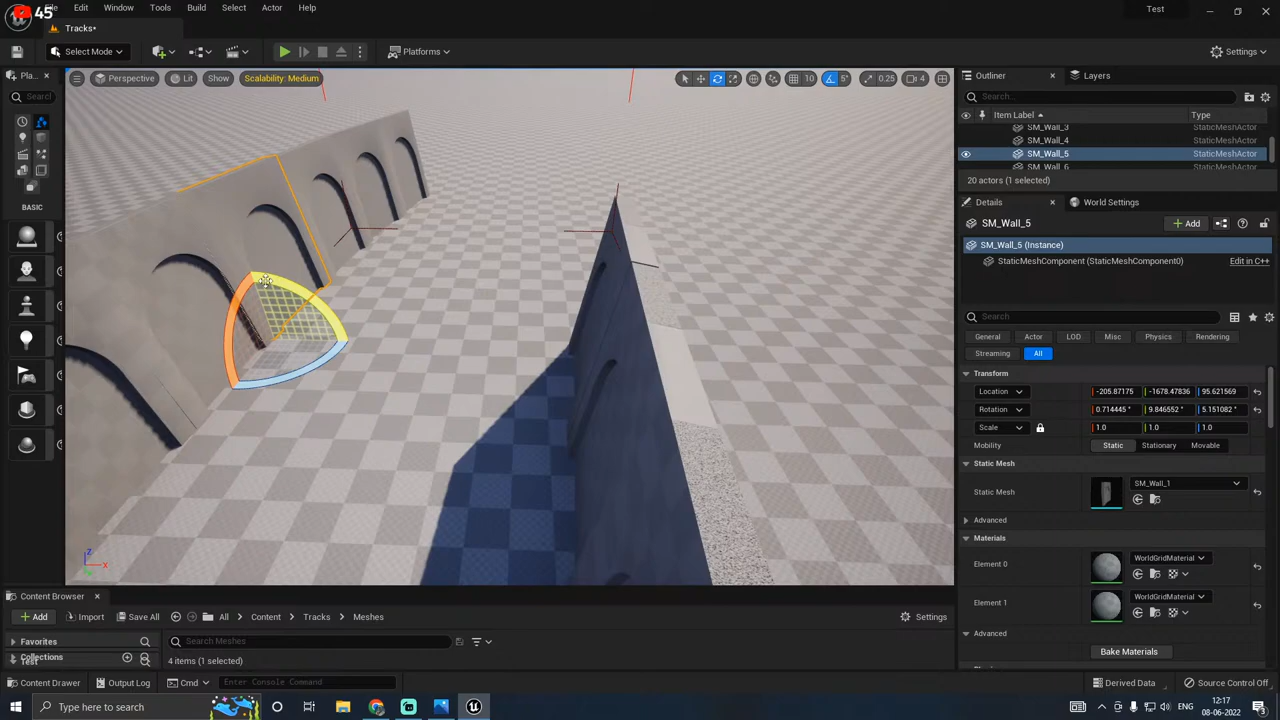 45
Edit Window Tools Build Select Actor Help
Test
Tracks•
Select Mode
Platforms
Settings
Pla
Searcl
Perspective Lit Show Scalability: Medium
10 5° 0.25 4
BASIC
Outliner Layers
Search...
Item Label Type
SM_Wall_3 StaticMeshActor
SM_Wall_4 StaticMeshActor
SM_Wall_5 StaticMeshActor
SM_Wall_6 StaticMeshActor
20 actors (1 selected)
Details World Settings
SM_Wall_5 Add
SM_Wall_5 (Instance)
StaticMeshComponent (StaticMeshComponent0) Edit in C++
Search
General Actor LOD Misc Physics Rendering
Streaming All
Transform
Location -205.87175 -1678.47836 95.621569
Rotation 0.714445 ° 9.846552 ° 5.151082 °
Scale 1.0 1.0 1.0
Mobility Static Stationary Movable
Static Mesh
Static Mesh SM_Wall_1
Advanced
Materials
Element 0 WorldGridMaterial
Element 1 WorldGridMaterial
Advanced
Bake Materials
Z
X
Content Browser
Add Import Save All All Content Tracks Meshes Settings
Favorites
Test
Collections
Search Meshes
4 items (1 selected)
Content Drawer Output Log Cmd Enter Console Command Derived Data Source Control Off
Type here to search
ENG
12:17
08-06-2022
3